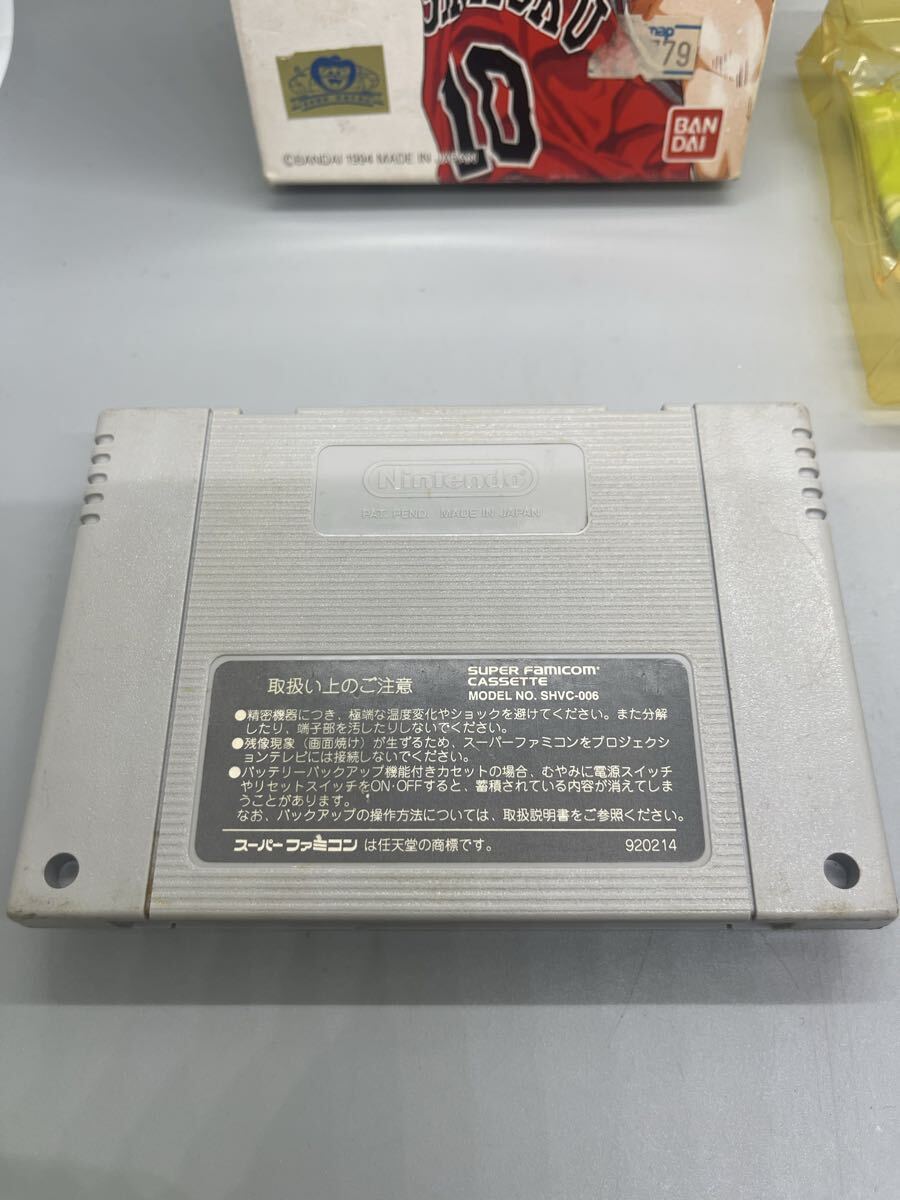 10
79
BAN
DAI
©BANDAI 1994 MADE IN JAPAN
Nintendo
PAT. PEND. MADE IN JAPAN
取扱い上のご注意
SUPER FAMICOM
CASSETTE
MODEL NO. SHVC-006
●精密機器につき、極端な温度変化やショックを避けてください。また分解
したり、端子部を汚したりしないでください。
●残像現象（画面焼け）が生ずるため、スーパーファミコンをプロジェクシ
ョンテレビには接続しないでください。
●バッテリーバックアップ機能付きカセットの場合、むやみに電源スイッチ
やリセットスイッチをON・OFFすると、蓄積されている内容が消えてしま
うことがあります。
なお、バックアップの操作方法については、取扱説明書をご参照ください。
スーパーファミコン は任天堂の商標です。
920214